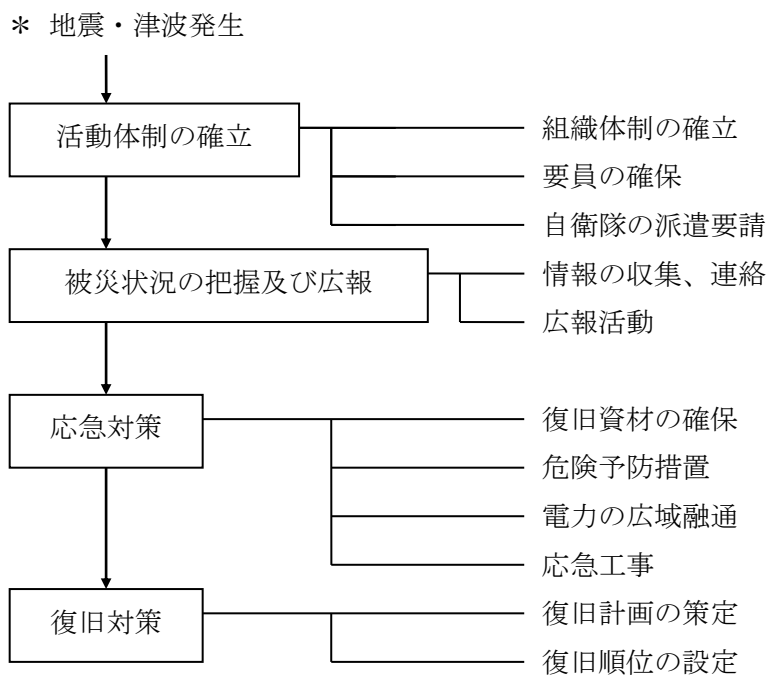 ＊ 地震・津波発生
活動体制の確立
組織体制の確立
要員の確保
自衛隊の派遣要請
被災状況の把握及び広報
情報の収集、連絡
広報活動
応急対策
復旧資材の確保
危険予防措置
電力の広域融通
応急工事
復旧対策
復旧計画の策定
復旧順位の設定